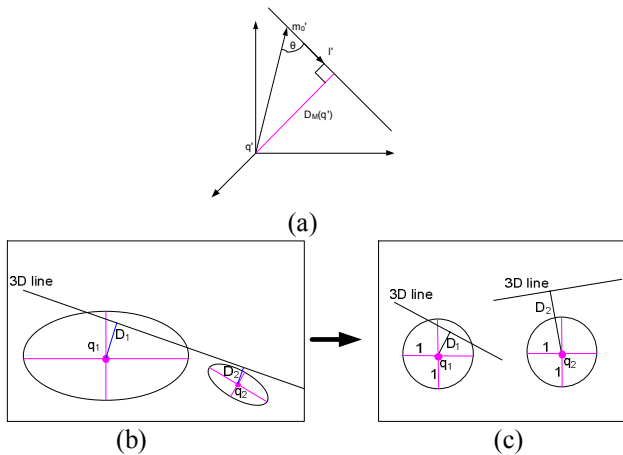 m₀'
θ
l'
D_M(q')
q'
(a)
3D line
D₁
q₁
D₂
q₂
(b)
3D line
3D line
D₂
1
D₁
q₁
1
1
q₂
1
(c)